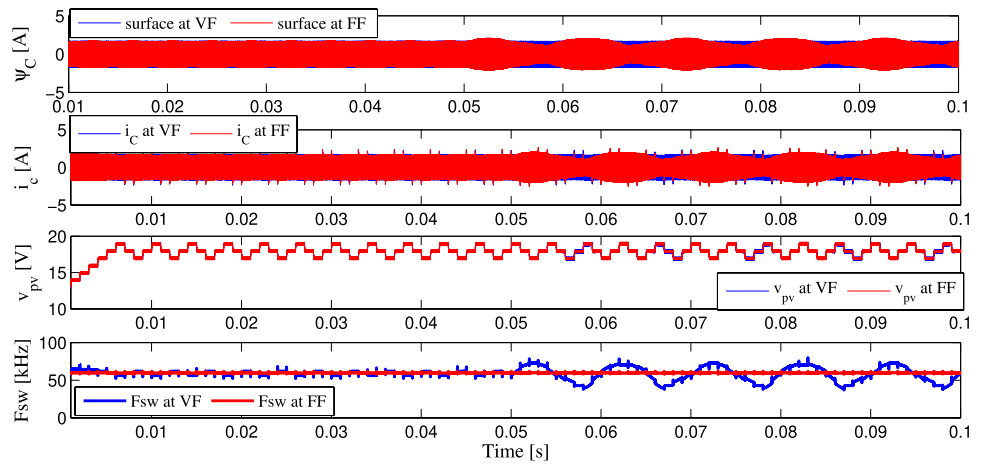 surface at VF surface at FF
ψC [A]
5
0
−5
0.01 0.02 0.03 0.04 0.05 0.06 0.07 0.08 0.09 0.1
iC at VF iC at FF
ic [A]
5
0
−5
0.01 0.02 0.03 0.04 0.05 0.06 0.07 0.08 0.09 0.1
vpv [V]
20
15
10
vpv at VF vpv at FF
0.01 0.02 0.03 0.04 0.05 0.06 0.07 0.08 0.09 0.1
Fsw [kHz]
100
50
0
Fsw at VF Fsw at FF
0.01 0.02 0.03 0.04 0.05 0.06 0.07 0.08 0.09 0.1
Time [s]